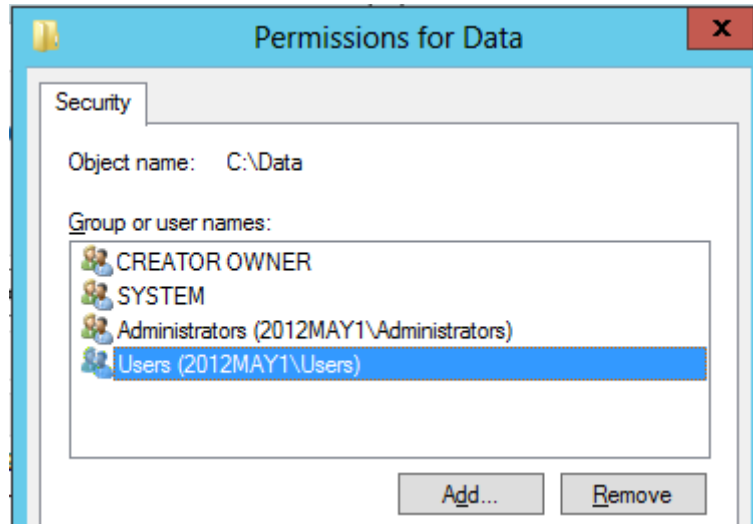 Permissions for Data
x
Security
Object name: C:\Data
Group or user names:
CREATOR OWNER
SYSTEM
Administrators (2012MAY1\Administrators)
Users (2012MAY1\Users)
Add... Remove